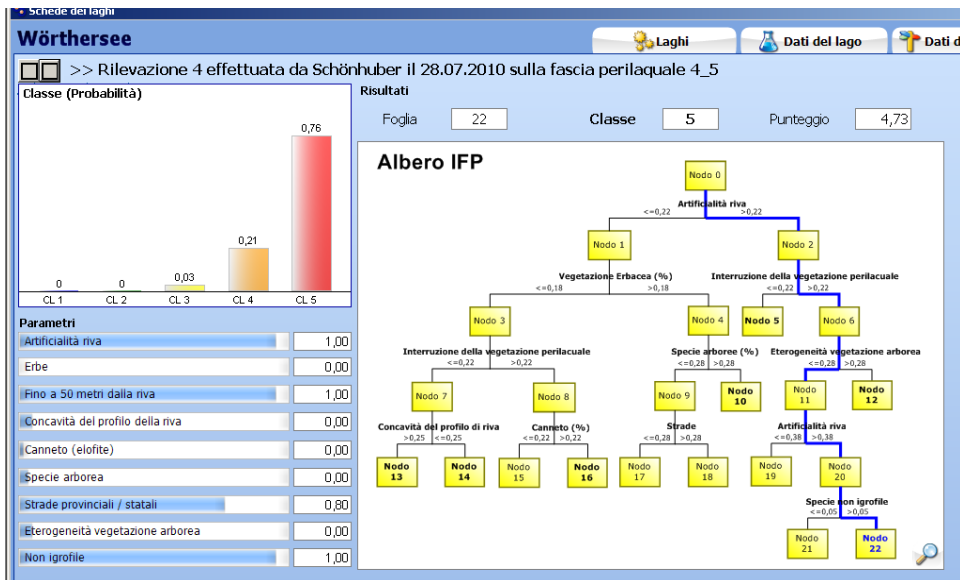 Schede dei laghi
Wörthersee
Laghi
Dati del lago
Dati d
>> Rilevazione 4 effettuata da Schönhuber il 28.07.2010 sulla fascia perilaquale 4_5
Classe (Probabilità)
0,76
0,21
0,03
0
0
CL 1 CL 2 CL 3 CL 4 CL 5
Parametri
Artificialità riva 1,00
Erbe 0,00
Fino a 50 metri dalla riva 1,00
Concavità del profilo della riva 0,00
Canneto (elofite) 0,00
Specie arborea 0,00
Strade provinciali / statali 0,80
Eterogeneità vegetazione arborea 0,00
Non igrofile 1,00
Risultati
Foglia 22 Classe 5 Punteggio 4,73
Albero IFP
Nodo 0
Artificialità riva
<=0,22 >0,22
Nodo 1 Nodo 2
Vegetazione Erbacea (%) Interruzione della vegetazione perilacuale
<=0,18 >0,18 <=0,22 >0,22
Nodo 3 Nodo 4 Nodo 5 Nodo 6
Interruzione della vegetazione perilacuale Specie arboree (%) Eterogeneità vegetazione arborea
<=0,22 >0,22 <=0,28 >0,28 <=0,28 >0,28
Nodo 7 Nodo 8 Nodo 9 Nodo 10 Nodo 11 Nodo 12
Concavità del profilo di riva Canneto (%) Strade Artificialità riva
>0,25 <=0,25 <=0,22 >0,22 <=0,28 >0,28 <=0,38 >0,38
Nodo 13 Nodo 14 Nodo 15 Nodo 16 Nodo 17 Nodo 18 Nodo 19 Nodo 20
Specie non igrofile
<=0,05 >0,05
Nodo 21 Nodo 22